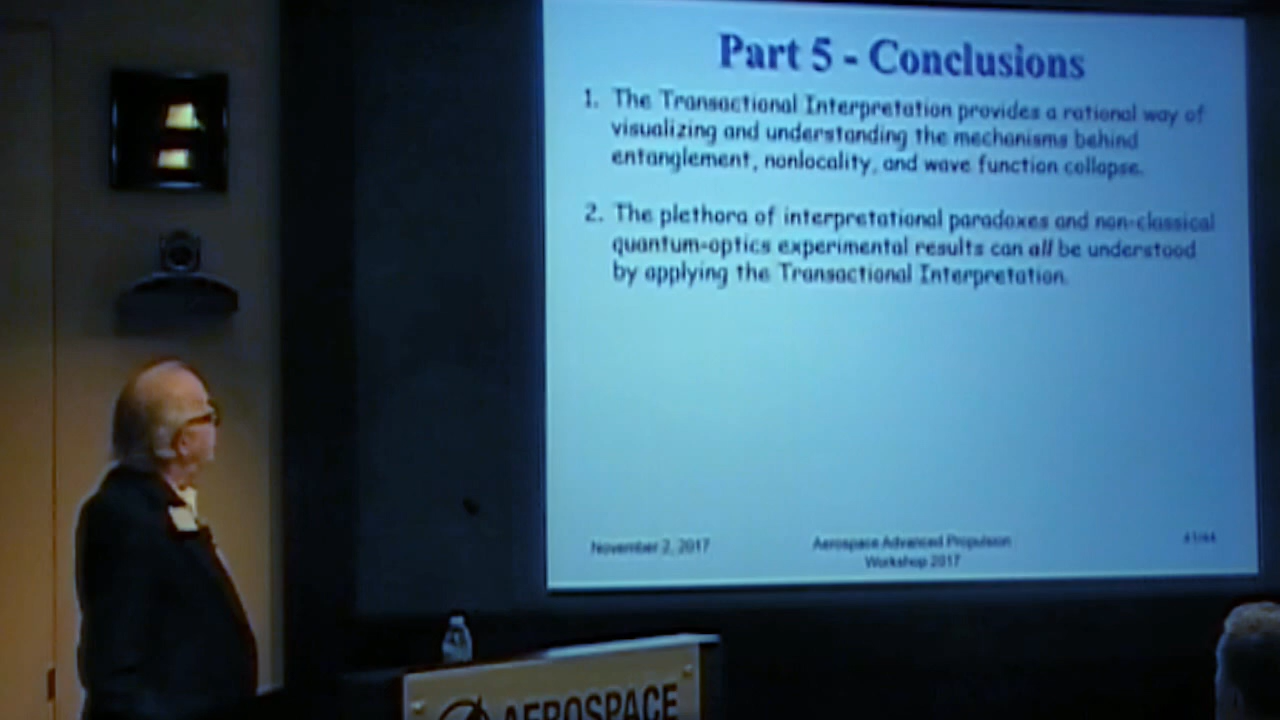 Part 5 - Conclusions
1. The Transactional Interpretation provides a rational way of
visualizing and understanding the mechanisms behind
entanglement, nonlocality, and wave function collapse.
2. The plethora of interpretational paradoxes and non-classical
quantum-optics experimental results can all be understood
by applying the Transactional Interpretation.
November 2, 2017
Aerospace Advanced Propulsion
Workshop 2017
AEROSPACE